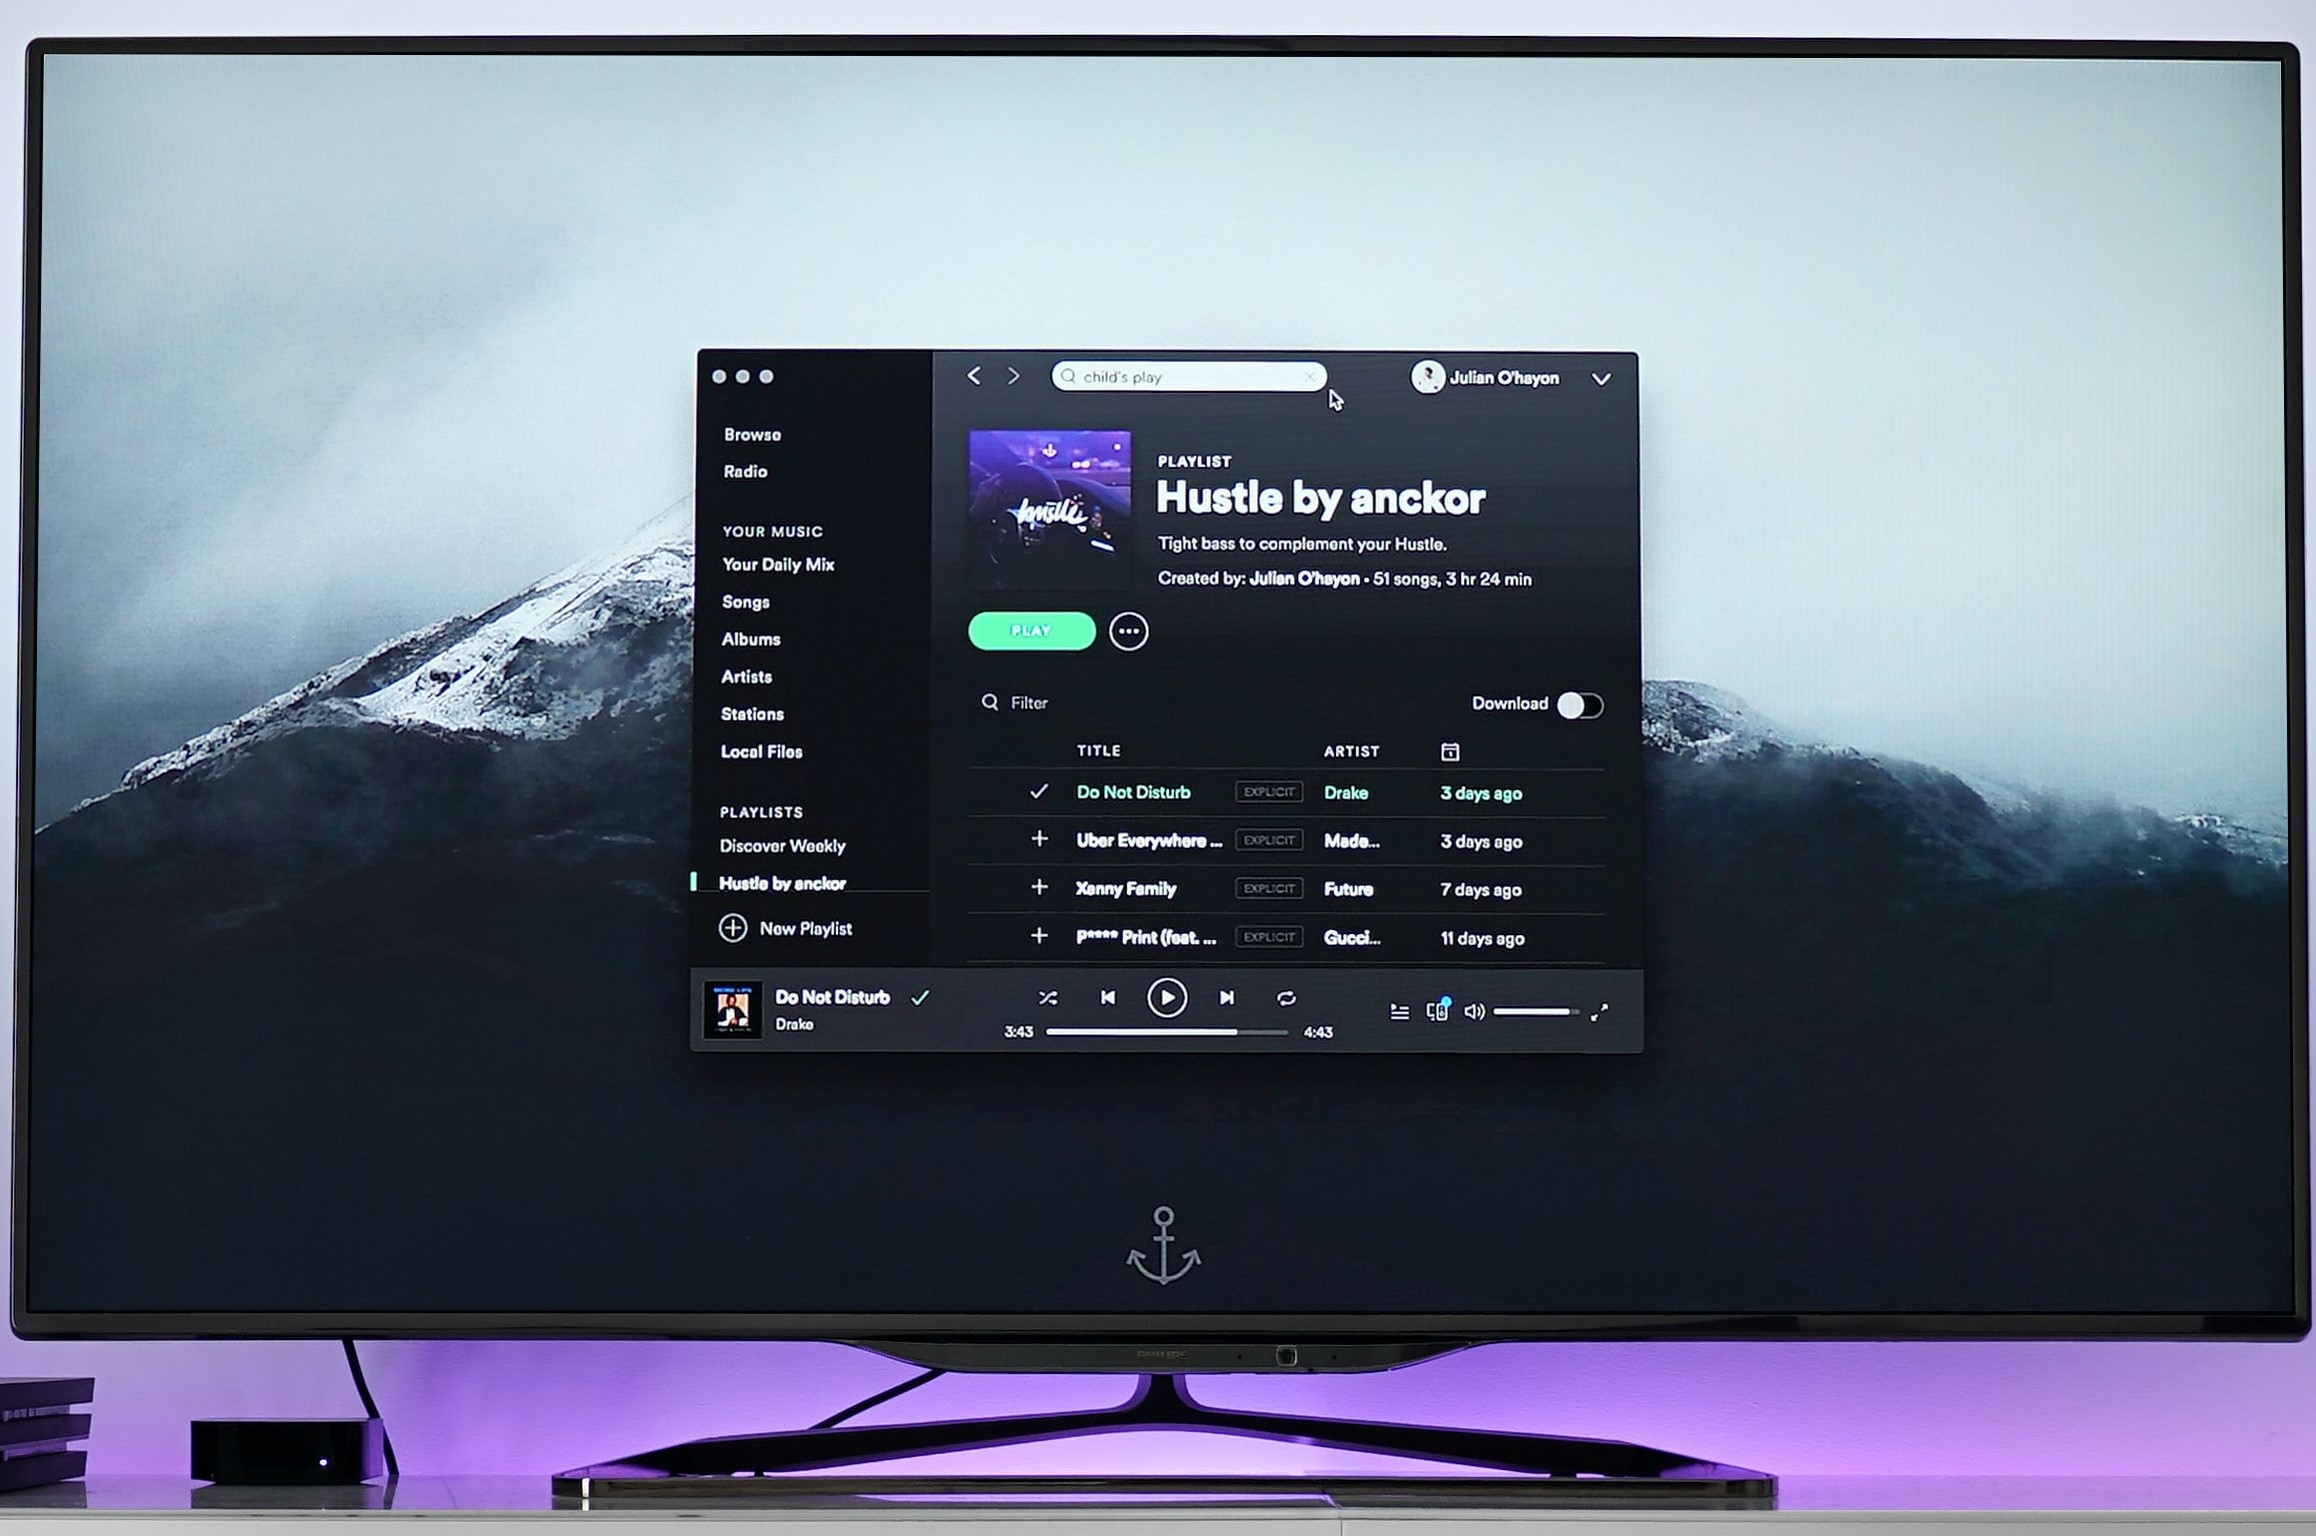 child's play
Julian O'hayon
Browse
Radio
YOUR MUSIC
Your Daily Mix
Songs
Albums
Artists
Stations
Local Files
PLAYLISTS
Discover Weekly
Hustle by anckor
New Playlist
hustle
PLAYLIST
Hustle by anckor
Tight bass to complement your Hustle.
Created by: Julian O'hayon • 51 songs, 3 hr 24 min
PLAY
Filter
Download
TITLE ARTIST
Do Not Disturb EXPLICIT Drake 3 days ago
Uber Everywhere ... EXPLICIT Made... 3 days ago
Xanny Family EXPLICIT Future 7 days ago
P***** Print (feat. ... EXPLICIT Gucci... 11 days ago
Do Not Disturb
Drake
3:43 4:43
PHILIPS